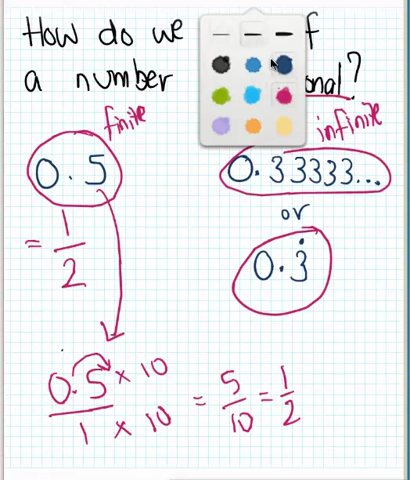 How do we f
a number onal?
finite
infinite
0.5
0.33333...
or
0.3̇
= 1/2
0.5 × 10 / 1 × 10 = 5/10 = 1/2